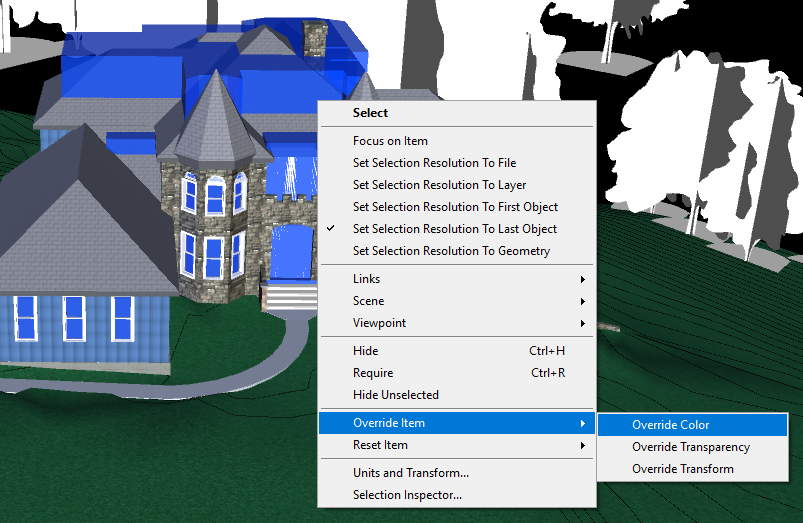 Select
Focus on Item
Set Selection Resolution To File
Set Selection Resolution To Layer
Set Selection Resolution To First Object
Set Selection Resolution To Last Object
Set Selection Resolution To Geometry
Links
Scene
Viewpoint
Hide Ctrl+H
Require Ctrl+R
Hide Unselected
Override Item
Override Color
Reset Item
Override Transparency
Override Transform
Units and Transform...
Selection Inspector...